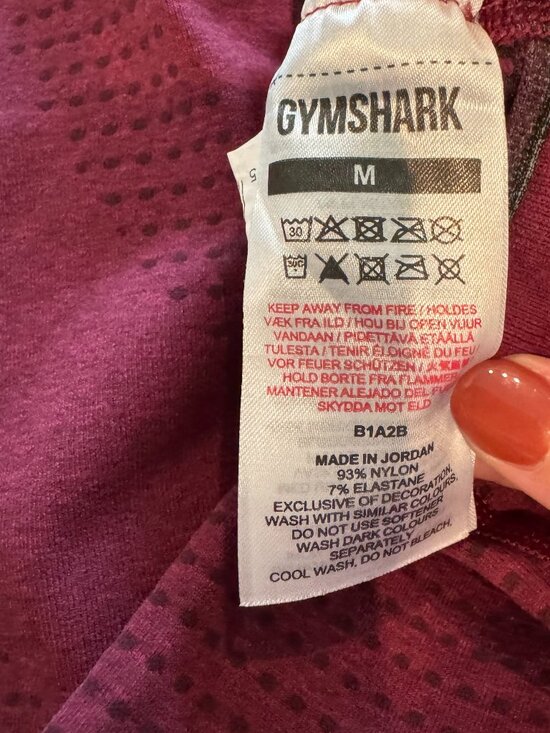 GYMSHARK
M
30
30C
KEEP AWAY FROM FIRE / HOLDES
VÆK FRA ILD / HOU BIJ OPEN VUUR
VANDAAN / PIDETTÄVÄ ETÄÄLLÄ
TULESTA / TENIR ÉLOIGNÉ DU FEU
VOR FEUER SCHÜTZEN /
HOLD BORTE FRA FLAMMER
MANTENER ALEJADO DEL
SKYDDA MOT ELD
B1A2B
MADE IN JORDAN
93% NYLON
7% ELASTANE
EXCLUSIVE OF DECORATION.
WASH WITH SIMILAR COLOURS.
DO NOT USE SOFTENER
WASH DARK COLOURS
SEPARATELY
COOL WASH. DO NOT BLEACH.
5